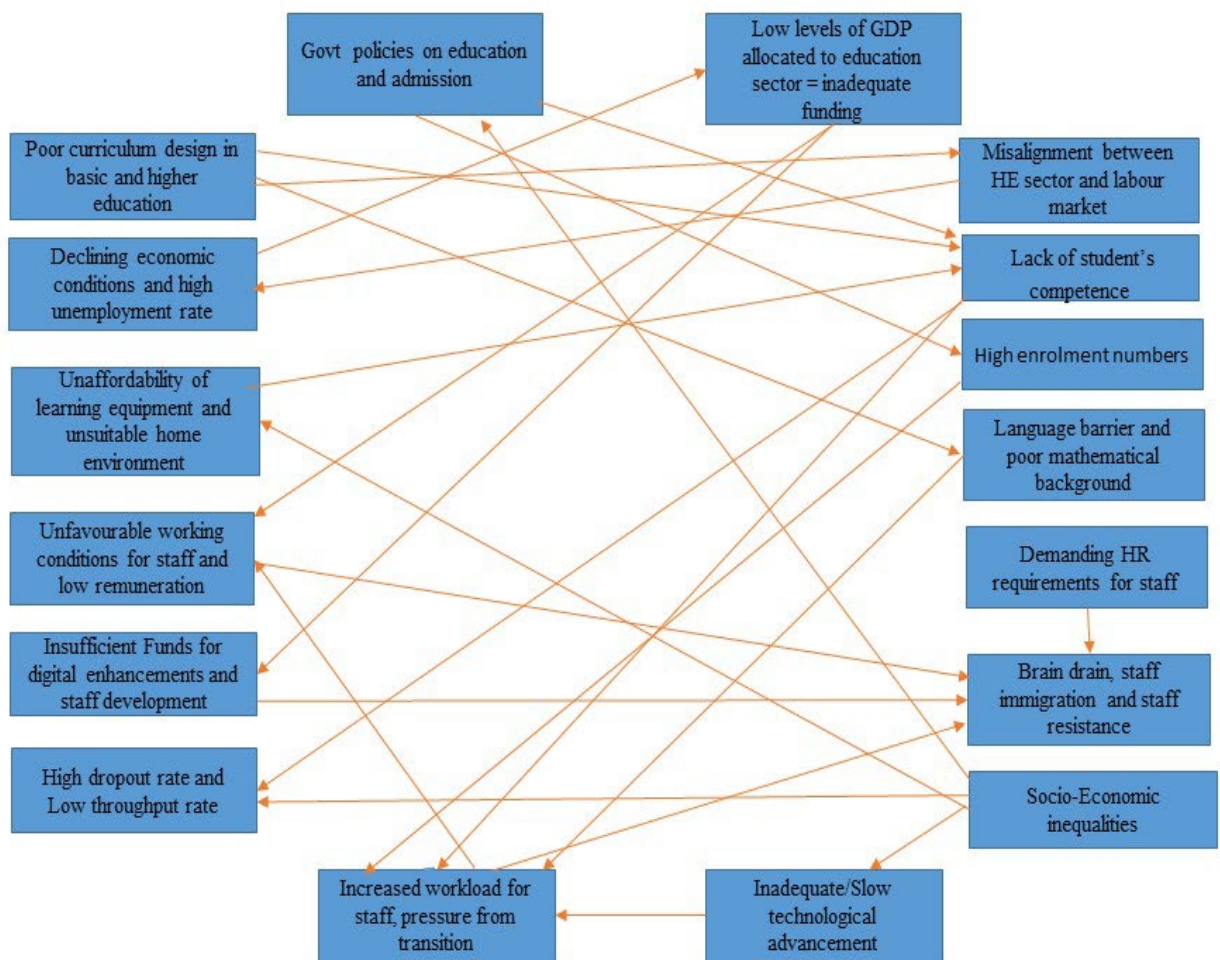 Govt policies on education
and admission
Low levels of GDP
allocated to education
sector = inadequate
funding
Poor curriculum design in
basic and higher
education
Misalignment between
HE sector and labour
market
Declining economic
conditions and high
unemployment rate
Lack of student’s
competence
High enrolment numbers
Unaffordability of
learning equipment and
unsuitable home
environment
Language barrier and
poor mathematical
background
Unfavourable working
conditions for staff and
low remuneration
Demanding HR
requirements for staff
Insufficient Funds for
digital enhancements and
staff development
Brain drain, staff
immigration and staff
resistance
High dropout rate and
Low throughput rate
Socio-Economic
inequalities
Increased workload for
staff, pressure from
transition
Inadequate/Slow
technological
advancement